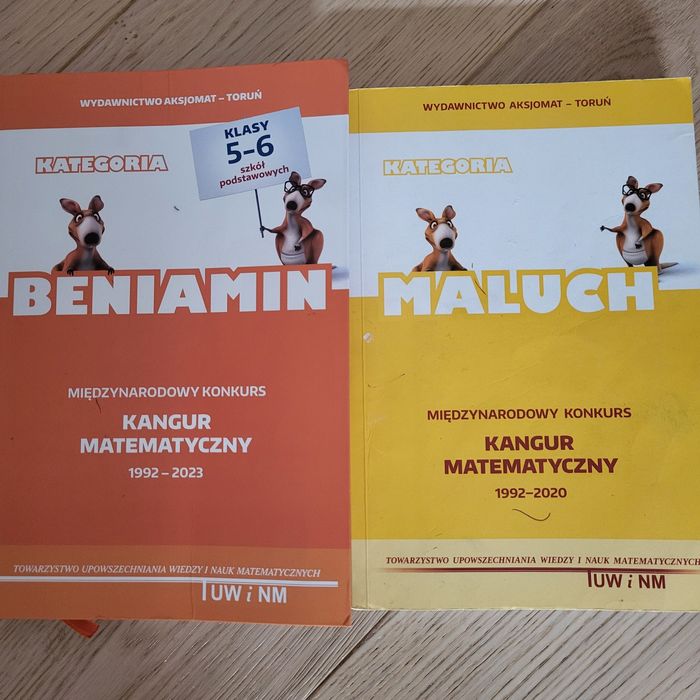 WYDAWNICTWO AKSJOMAT – TORUŃ
KATEGORIA
KLASY
5-6
szkół
podstawowych
BENIAMIN
MIĘDZYNARODOWY KONKURS
KANGUR
MATEMATYCZNY
1992 – 2023
TOWARZYSTWO UPOWSZECHNIANIA WIEDZY I NAUK MATEMATYCZNYCH
TUW i NM
WYDAWNICTWO AKSJOMAT – TORUŃ
KATEGORIA
MALUCH
MIĘDZYNARODOWY KONKURS
KANGUR
MATEMATYCZNY
1992–2020
TOWARZYSTWO UPOWSZECHNIANIA WIEDZY I NAUK MATEMATYCZNYCH
TUW i NM